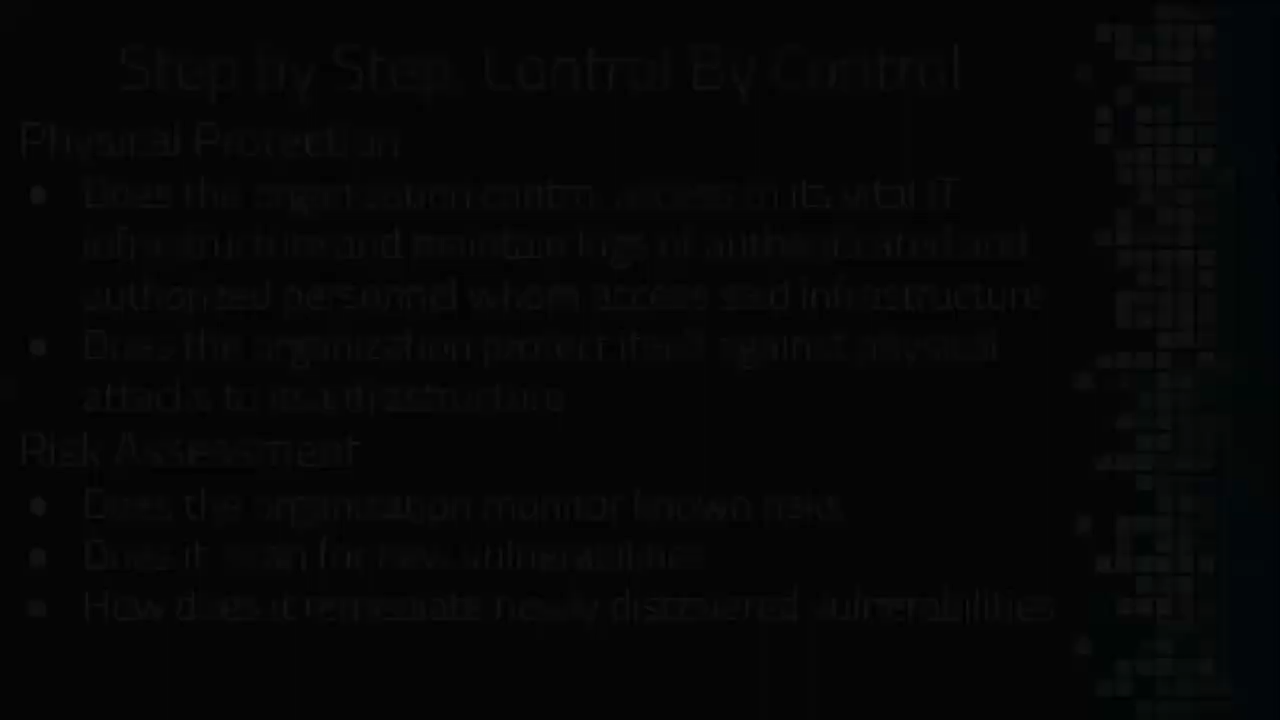 Step by Step, Control By Control
Physical Protection
Does the organization control access to its vital IT
infrastructure and maintain logs of authenticated and
authorized personnel whom access said infrastructure
Does the organization protect itself against physical
attacks to its infrastructure
Risk Assessment
Does the organization monitor known risks
Does it scan for new vulnerabilities
How does it remediate newly discovered vulnerabilities